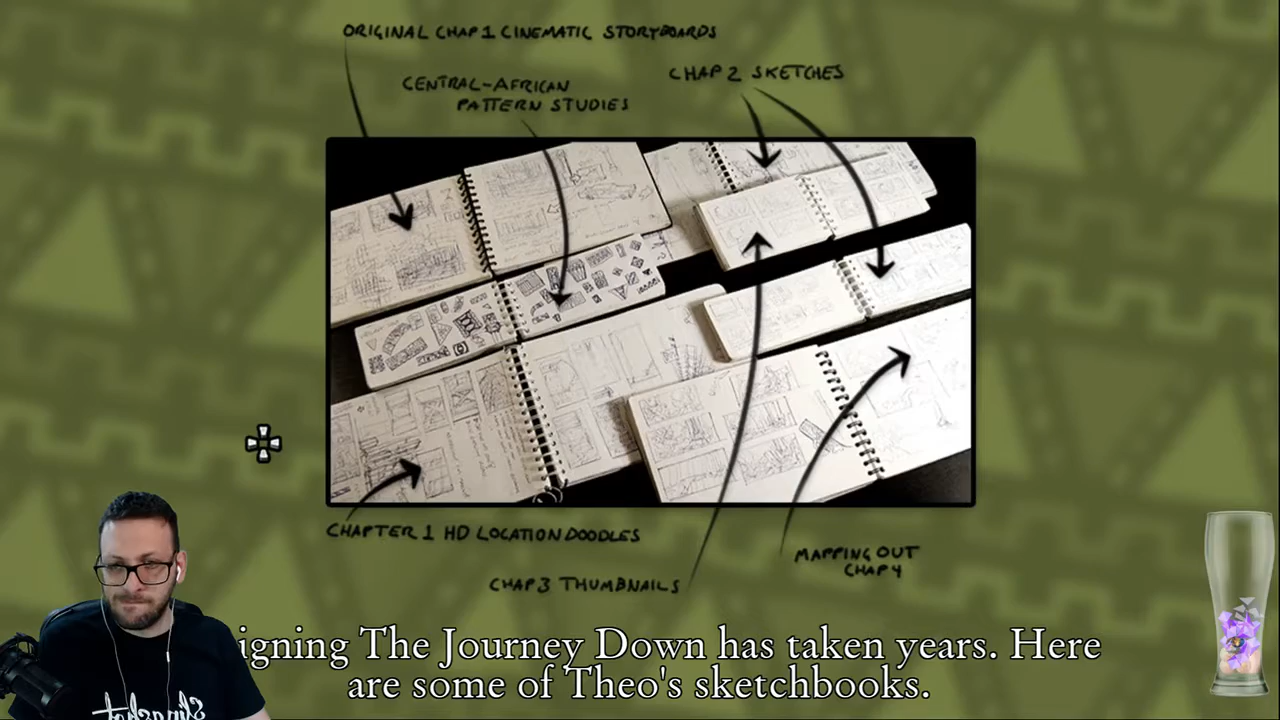 ORIGINAL CHAP 1 CINEMATIC STORYBOARDS
CENTRAL-AFRICAN
PATTERN STUDIES
CHAP 2 SKETCHES
CHAPTER 1 HD LOCATION DOODLES
CHAP 3 THUMBNAILS
MAPPING OUT
CHAP 4
The Journey Down has taken years. Here
are some of Theo's sketchbooks.